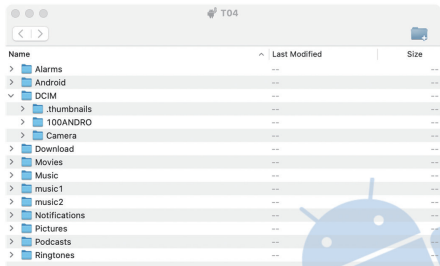 T04
Name Last Modified Size
Alarms -- --
Android -- --
DCIM -- --
.thumbnails -- --
100ANDRO -- --
Camera -- --
Download -- --
Movies -- --
Music -- --
music1 -- --
music2 -- --
Notifications -- --
Pictures -- --
Podcasts -- --
Ringtones -- --